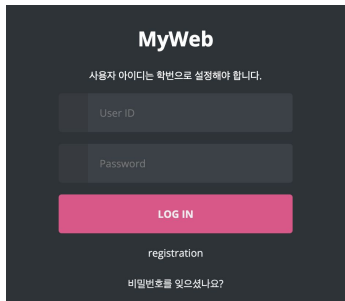 MyWeb
사용자 아이디는 학번으로 설정해야 합니다.
User ID
Password
LOG IN
registration
비밀번호를 잊으셨나요?